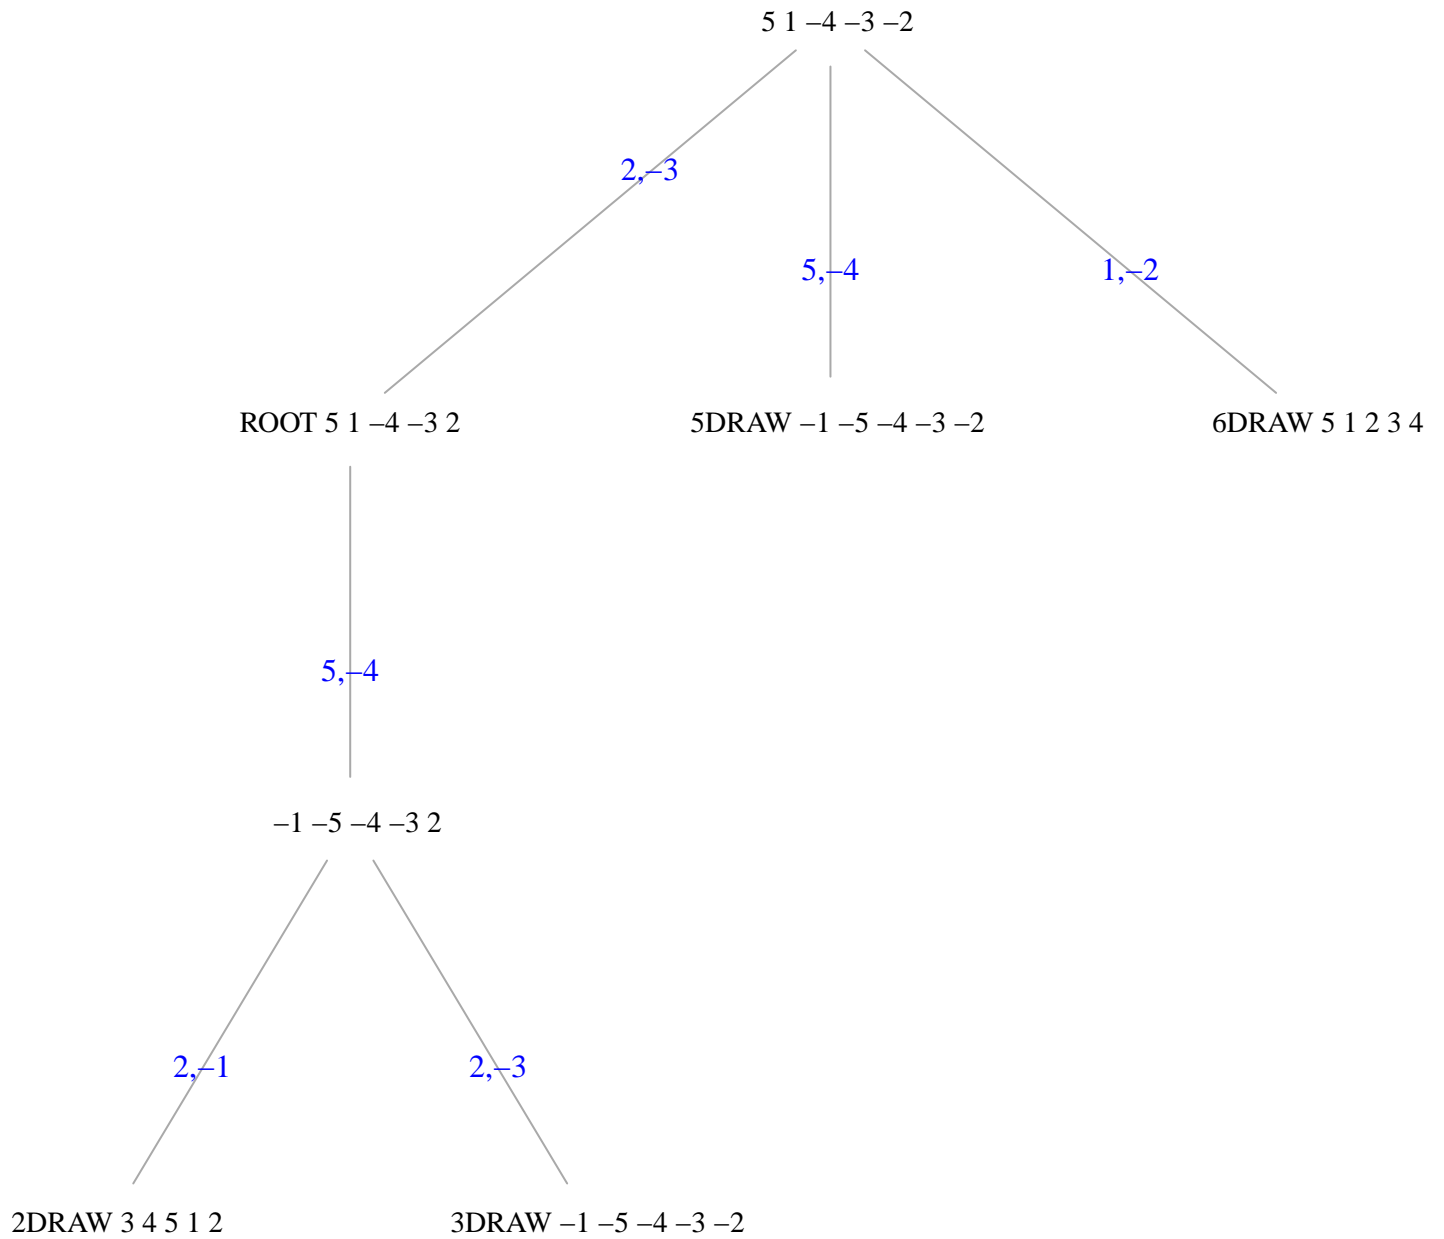 5 1 –4 –3 –2
2,–3
5,–4
1,–2
ROOT 5 1 –4 –3 2
5DRAW –1 –5 –4 –3 –2
6DRAW 5 1 2 3 4
5,–4
–1 –5 –4 –3 2
2,–1
2,–3
2DRAW 3 4 5 1 2
3DRAW –1 –5 –4 –3 –2